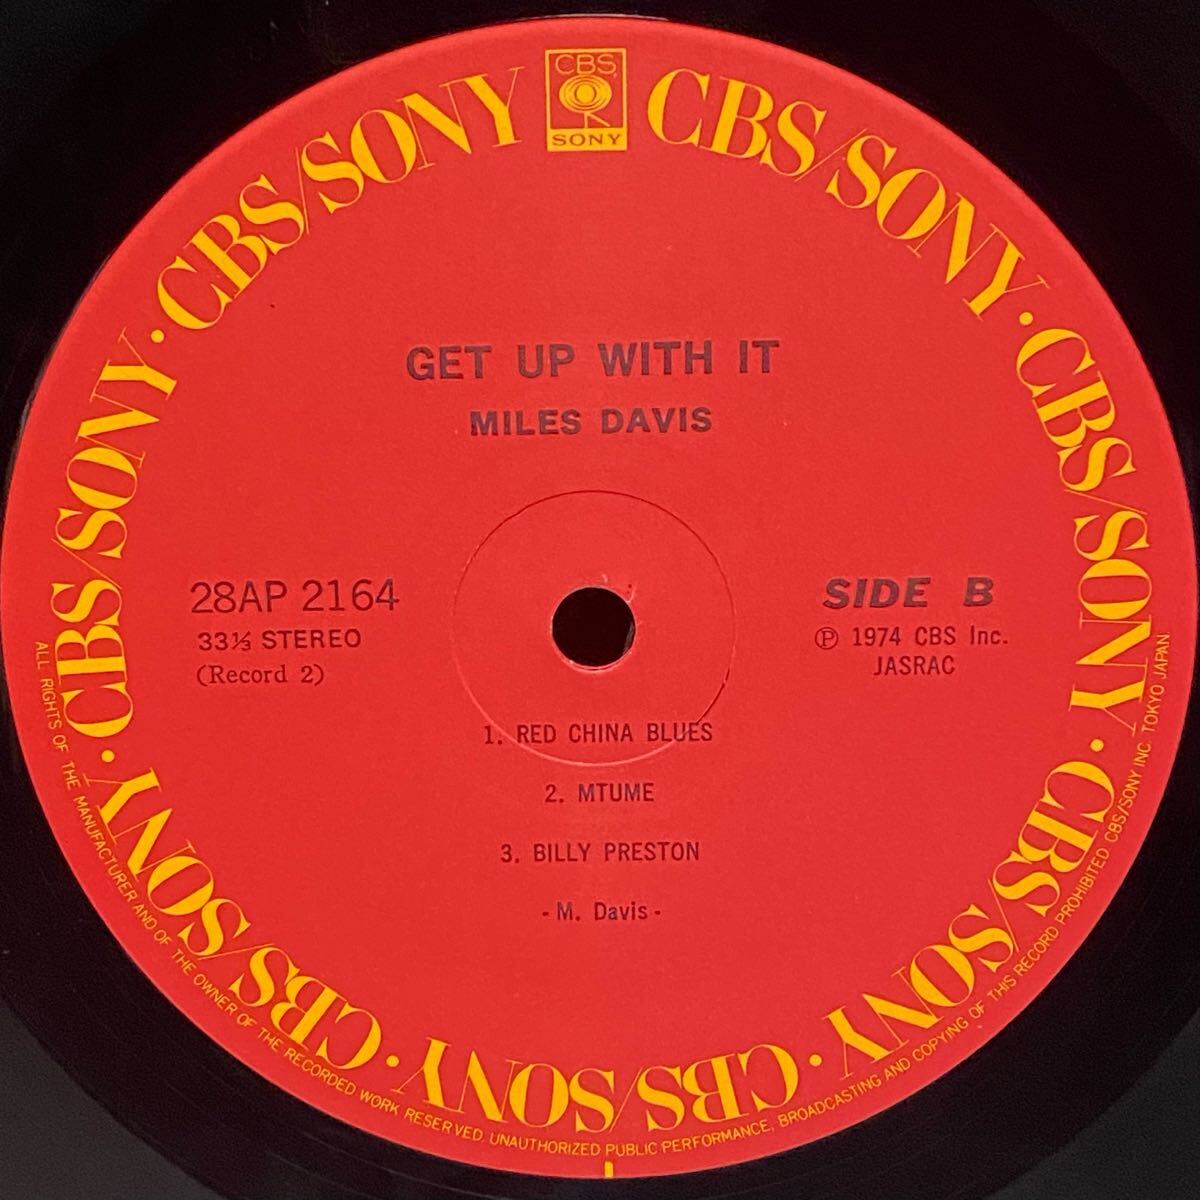 CBS
SONY
CBS/SONY · CBS/SONY · CBS/SONY · CBS/SONY · CBS/SONY · CBS/SONY · CBS/SONY · CBS/SONY · CBS/SONY
GET UP WITH IT
MILES DAVIS
28AP 2164
33⅓ STEREO
(Record 2)
SIDE B
Ⓟ 1974 CBS Inc.
JASRAC
1. RED CHINA BLUES
2. MTUME
3. BILLY PRESTON
- M. Davis -
ALL RIGHTS OF THE MANUFACTURER AND OF THE OWNER OF THE RECORDED WORK RESERVED. UNAUTHORIZED PUBLIC PERFORMANCE, BROADCASTING AND COPYING OF THIS RECORD PROHIBITED CBS/SONY INC. TOKYO JAPAN